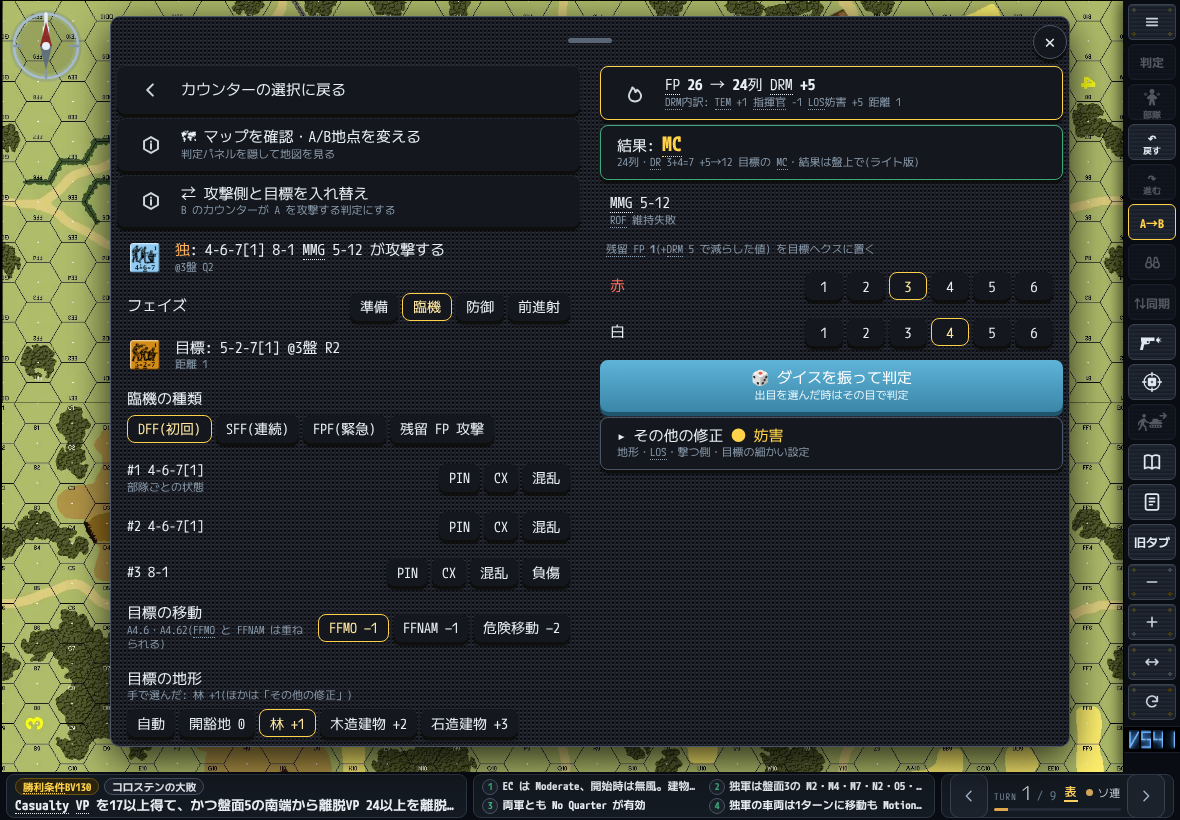 カウンターの選択に戻る
マップを確認・A/B地点を変える
判定パネルを隠して地図を見る
⇄ 攻撃側と目標を入れ替え
B のカウンターが A を攻撃する判定にする
独: 4-6-7[1] 8-1 MMG 5-12 が攻撃する
@3盤 Q2
フェイズ 準備 臨機 防御 前進射
目標: 5-2-7[1] @3盤 R2
距離 1
臨機の種類
DFF(初回) SFF(連続) FPF(緊急) 残留 FP 攻撃
#1 4-6-7[1] PIN CX 混乱
部隊ごとの状態
#2 4-6-7[1] PIN CX 混乱
#3 8-1 PIN CX 混乱 負傷
目標の移動
A4.6・A4.62(FFMO と FFNAM は重ね
られる)
FFMO −1 FFNAM −1 危険移動 −2
目標の地形
手で選んだ: 林 +1(ほかは「その他の修正」)
自動 開豁地 0 林 +1 木造建物 +2 石造建物 +3
FP 26 → 24列 DRM +5
DRM内訳: TEM +1 指揮官 -1 LOS妨害 +5 距離 1
結果: MC
24列・DR 3+4=7 +5→12 目標の MC・結果は盤上で(ライト版)
MMG 5-12
ROF 維持失敗
残留 FP 1(+DRM 5 で減らした値) を目標ヘクスに置く
赤 1 2 3 4 5 6
白 1 2 3 4 5 6
ダイスを振って判定
出目を選んだ時はその目で判定
▸ その他の修正 妨害
地形・LOS・撃つ側・目標の細かい設定
判定
部隊
戻す
進む
A→B
⇅同期
旧タブ
3
4
勝利条件BV130 コロステンの大敗
Casualty VP を17以上得て、かつ盤面5の南端から離脱VP 24以上を離脱…
1 EC は Moderate、開始時は無風。建物…
2 独軍は盤面3の M2・M4・M7・N2・O5・…
3 両軍とも No Quarter が有効
4 独軍の車両は1ターンに移動も Motion…
TURN 1 / 9 表 ソ連